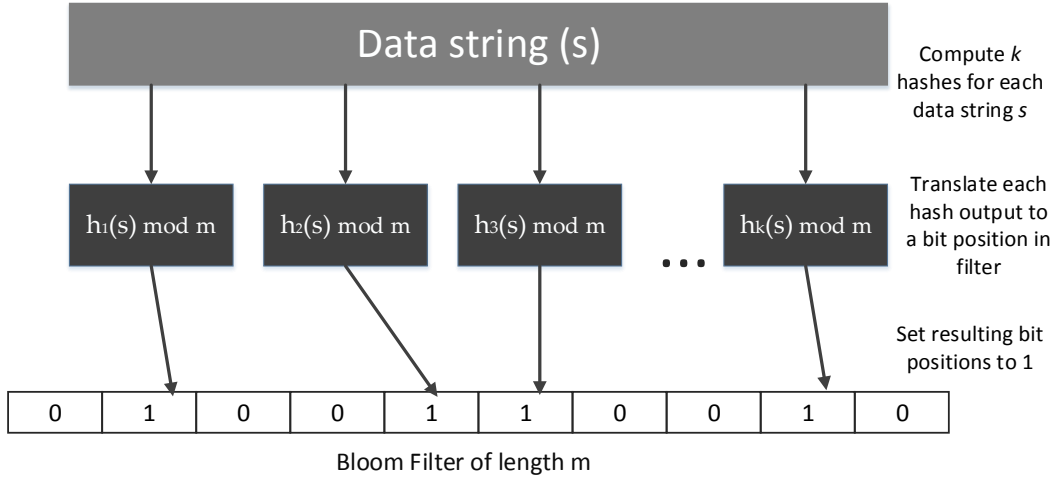 Data string (s)
Compute k
hashes for each
data string s
h1(s) mod m
h2(s) mod m
h3(s) mod m
...
hk(s) mod m
Translate each
hash output to
a bit position in
filter
Set resulting bit
positions to 1
0 1 0 0 1 1 0 0 1 0
Bloom Filter of length m